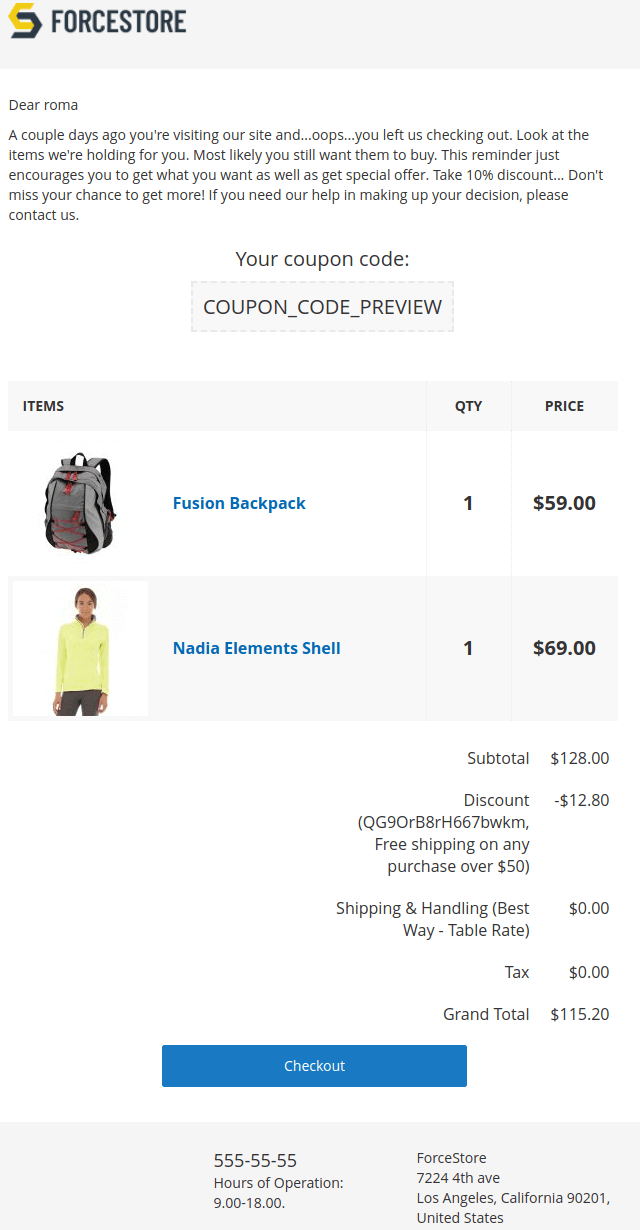 FORCESTORE
Dear roma
A couple days ago you're visiting our site and...oops...you left us checking out. Look at the
items we're holding for you. Most likely you still want them to buy. This reminder just
encourages you to get what you want as well as get special offer. Take 10% discount... Don't
miss your chance to get more! If you need our help in making up your decision, please
contact us.
Your coupon code:
COUPON_CODE_PREVIEW
ITEMS QTY PRICE
Fusion Backpack 1 $59.00
Nadia Elements Shell 1 $69.00
Subtotal $128.00
Discount -$12.80
(QG9OrB8rH667bwkm,
Free shipping on any
purchase over $50)
Shipping & Handling (Best $0.00
Way - Table Rate)
Tax $0.00
Grand Total $115.20
Checkout
555-55-55
Hours of Operation:
9.00-18.00.
ForceStore
7224 4th ave
Los Angeles, California 90201,
United States